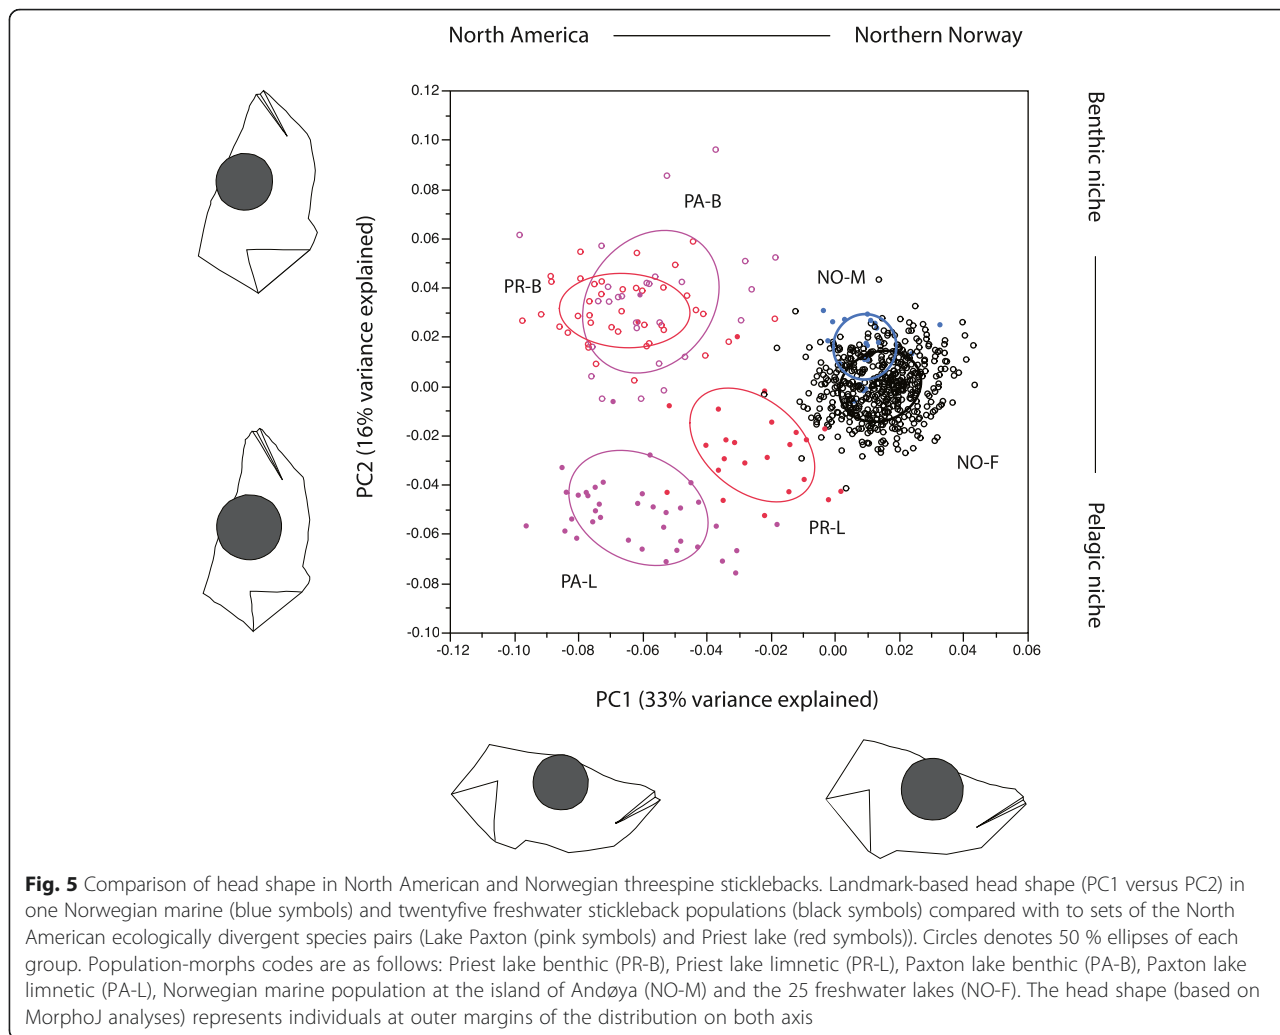 North America
Northern Norway
0.12
0.10
0.08
0.06
0.04
0.02
0.00
-0.02
-0.04
-0.06
-0.08
-0.10
PC2 (16% variance explained)
PA-B
PR-B
NO-M
NO-F
PR-L
PA-L
Benthic niche
Pelagic niche
-0.12 -0.10 -0.08 -0.06 -0.04 -0.02 0.00 0.02 0.04 0.06
PC1 (33% variance explained)
Fig. 5 Comparison of head shape in North American and Norwegian threespine sticklebacks. Landmark-based head shape (PC1 versus PC2) in
one Norwegian marine (blue symbols) and twentyfive freshwater stickleback populations (black symbols) compared with to sets of the North
American ecologically divergent species pairs (Lake Paxton (pink symbols) and Priest lake (red symbols)). Circles denotes 50 % ellipses of each
group. Population-morphs codes are as follows: Priest lake benthic (PR-B), Priest lake limnetic (PR-L), Paxton lake benthic (PA-B), Paxton lake
limnetic (PA-L), Norwegian marine population at the island of Andøya (NO-M) and the 25 freshwater lakes (NO-F). The head shape (based on
MorphoJ analyses) represents individuals at outer margins of the distribution on both axis